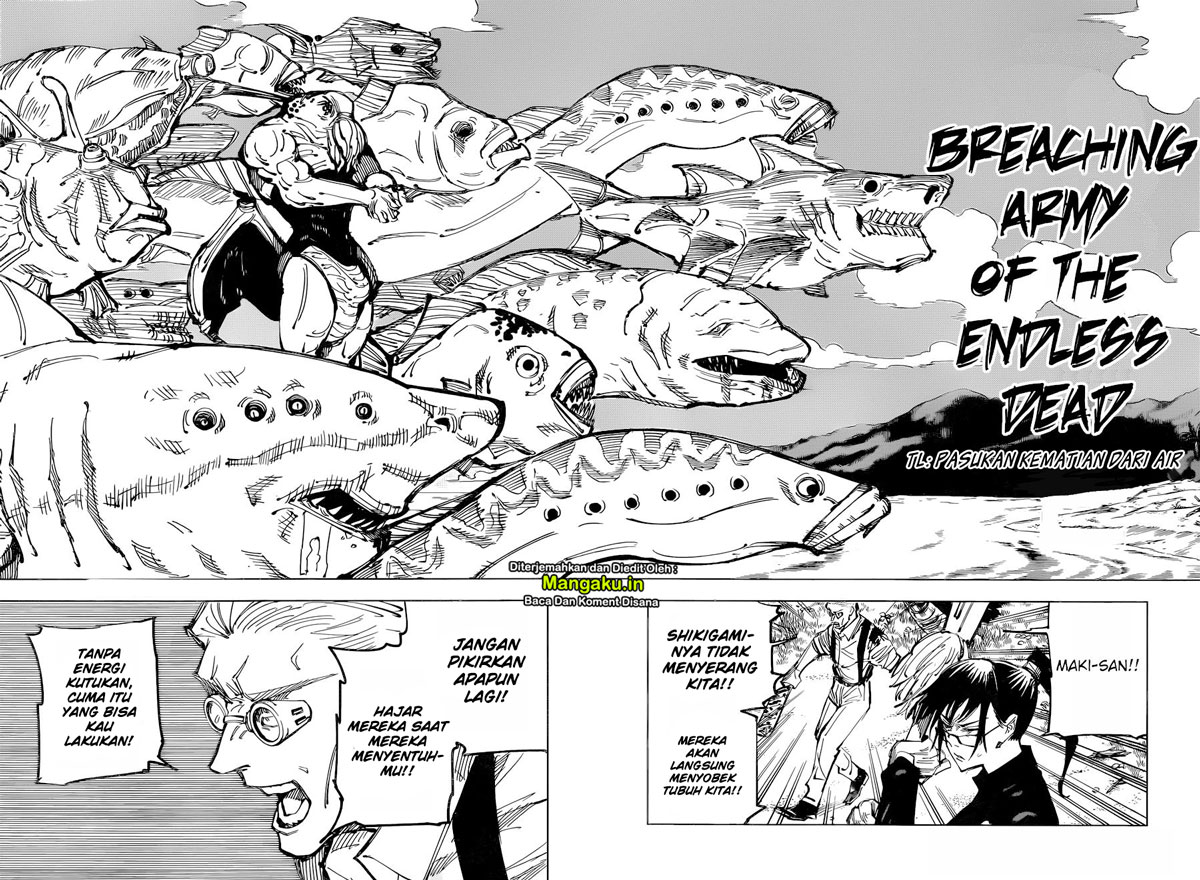 BREACHING
ARMY
OF THE
ENDLESS
DEAD
TL: PASUKAN KEMATIAN DARI AIR
Diterjemahkan dan Diedit Oleh :
Mangaku.in
Baca Dan Koment Disana
MAKI-SAN!!
SHIKIGAMI-
NYA TIDAK
MENYERANG
KITA!!
MEREKA
AKAN
LANGSUNG
MENYOBEK
TUBUH KITA!!
JANGAN
PIKIRKAN
APAPUN
LAGI!
HAJAR
MEREKA SAAT
MEREKA
MENYENTUH-
MU!!
TANPA
ENERGI
KUTUKAN,
CUMA ITU
YANG BISA
KAU
LAKUKAN!